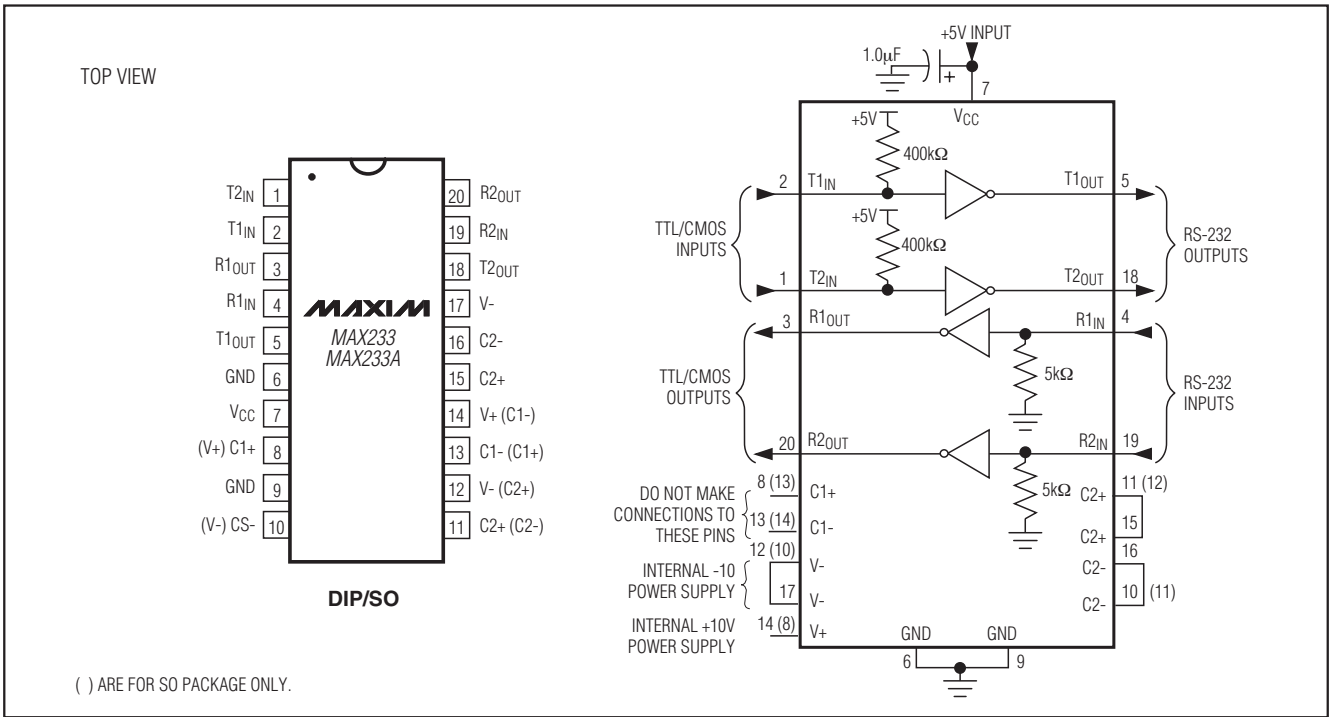 TOP VIEW
T2IN 1
T1IN 2
R1OUT 3
R1IN 4
T1OUT 5
GND 6
VCC 7
(V+) C1+ 8
GND 9
(V-) CS- 10
20 R2OUT
19 R2IN
18 T2OUT
17 V-
16 C2-
15 C2+
14 V+ (C1-)
13 C1- (C1+)
12 V- (C2+)
11 C2+ (C2-)
MAXIM
MAX233
MAX233A
DIP/SO
( ) ARE FOR SO PACKAGE ONLY.
+5V INPUT
1.0μF
+
7
VCC
+5V
400kΩ
2 T1IN
T1OUT 5
+5V
400kΩ
TTL/CMOS
INPUTS
RS-232
OUTPUTS
1 T2IN
T2OUT 18
3 R1OUT
R1IN 4
5kΩ
TTL/CMOS
OUTPUTS
RS-232
INPUTS
20 R2OUT
R2IN 19
5kΩ
DO NOT MAKE
CONNECTIONS TO
THESE PINS
8 (13) C1+
13 (14) C1-
INTERNAL -10
POWER SUPPLY
12 (10) V-
17 V-
INTERNAL +10V
POWER SUPPLY
14 (8) V+
C2+ 11 (12)
C2+ 15
C2- 16
C2- 10 (11)
GND GND
6 9